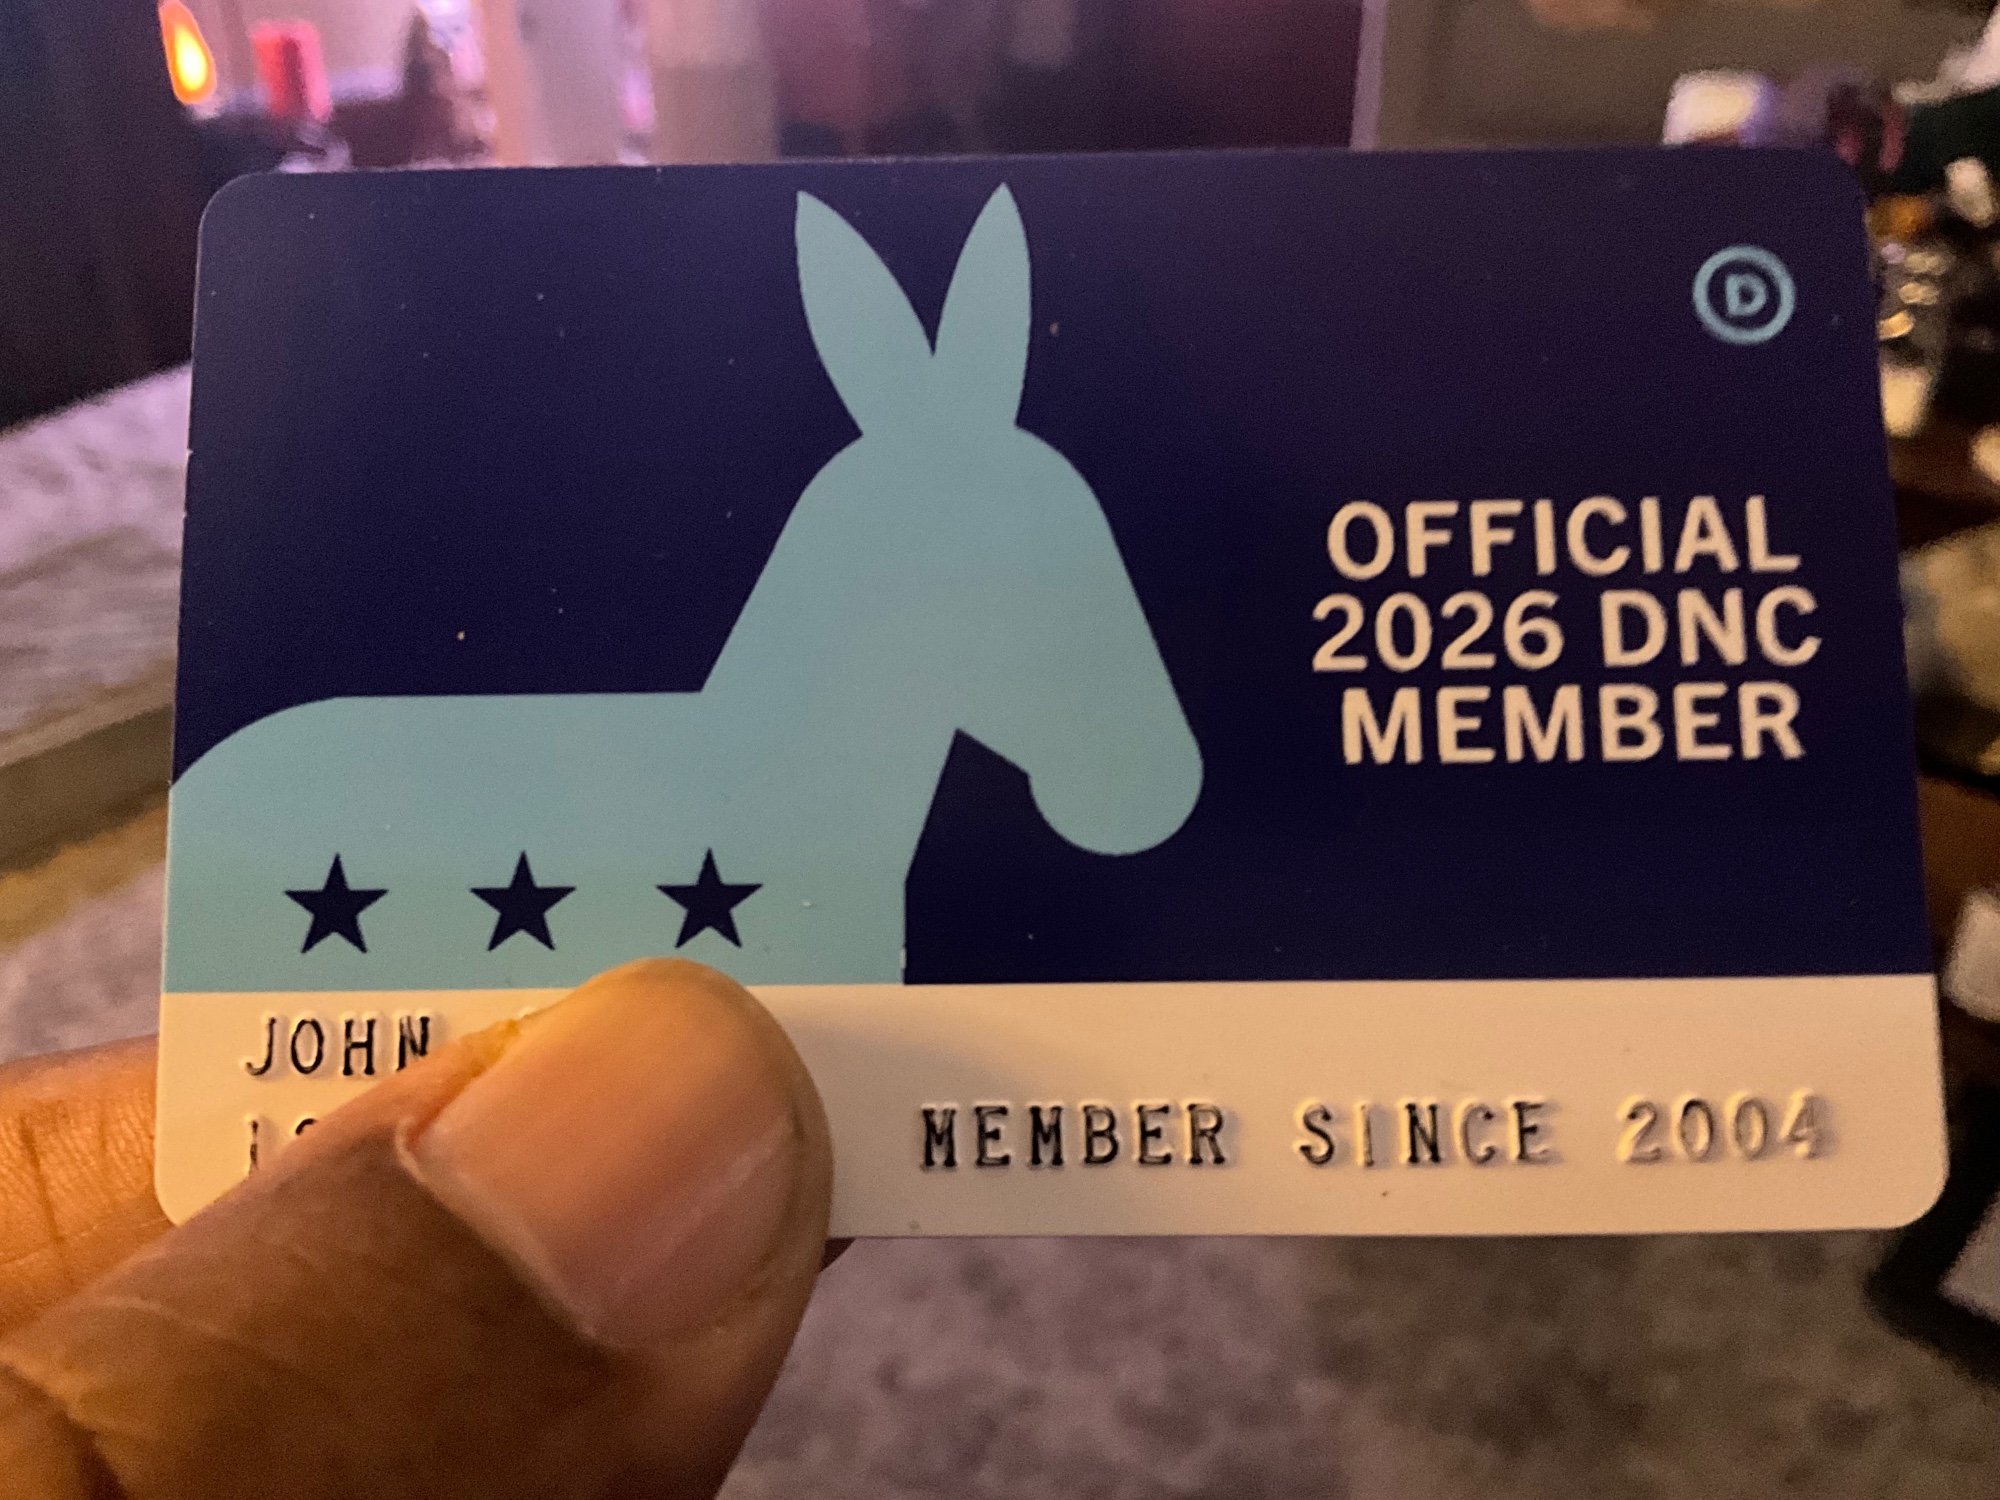 D
OFFICIAL
2026 DNC
MEMBER
JOHN
MEMBER SINCE 2004